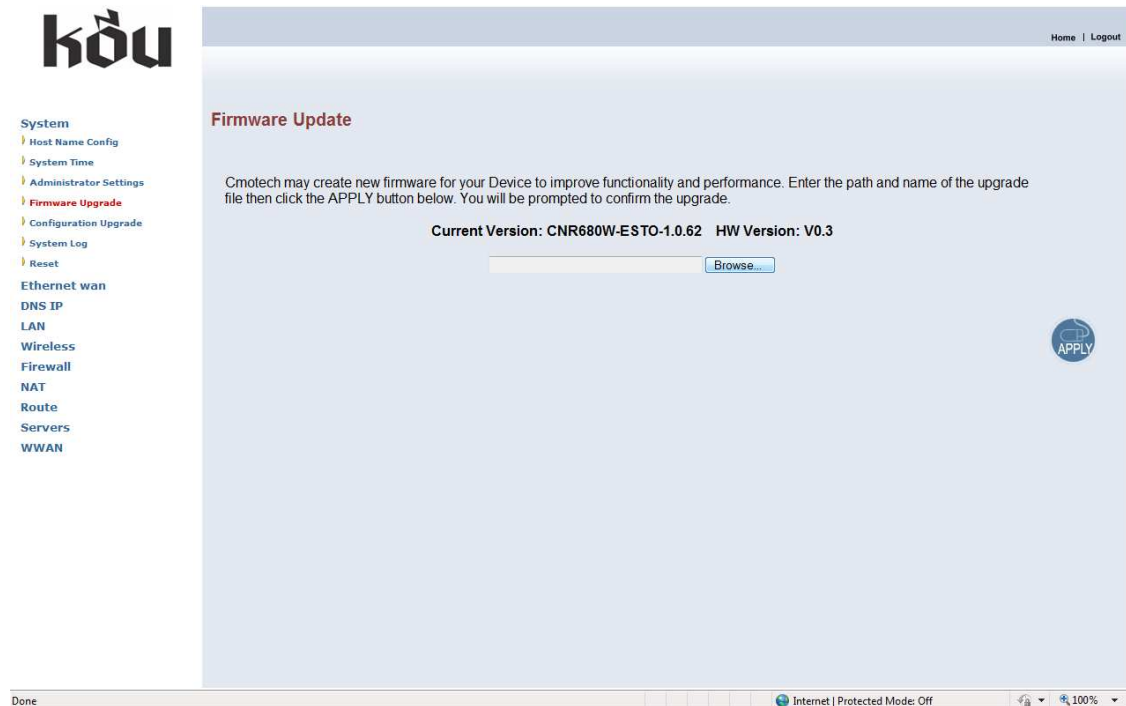 kõu
Home | Logout
System
Host Name Config
System Time
Administrator Settings
Firmware Upgrade
Configuration Upgrade
System Log
Reset
Ethernet wan
DNS IP
LAN
Wireless
Firewall
NAT
Route
Servers
WWAN
Firmware Update
Cmotech may create new firmware for your Device to improve functionality and performance. Enter the path and name of the upgrade
file then click the APPLY button below. You will be prompted to confirm the upgrade.
Current Version: CNR680W-ESTO-1.0.62 HW Version: V0.3
Browse...
APPLY
Done
Internet | Protected Mode: Off
100%